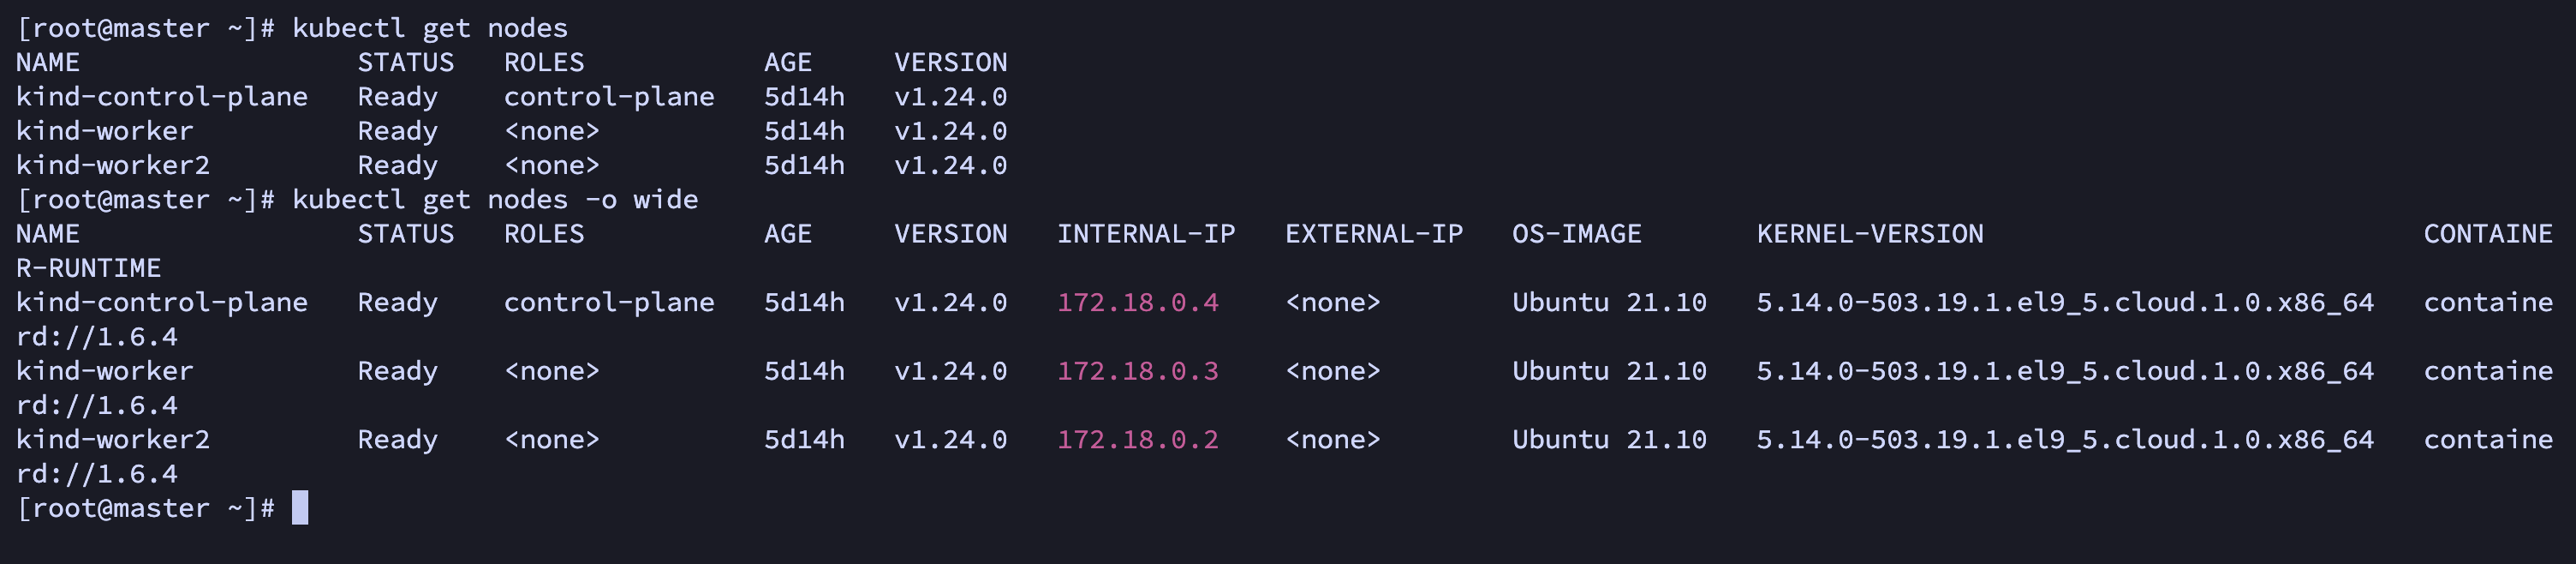 [root@master ~]# kubectl get nodes
NAME                 STATUS   ROLES           AGE     VERSION
kind-control-plane   Ready    control-plane   5d14h   v1.24.0
kind-worker          Ready    <none>          5d14h   v1.24.0
kind-worker2         Ready    <none>          5d14h   v1.24.0
[root@master ~]# kubectl get nodes -o wide
NAME                 STATUS   ROLES           AGE     VERSION   INTERNAL-IP   EXTERNAL-IP   OS-IMAGE       KERNEL-VERSION                           CONTAINE
R-RUNTIME
kind-control-plane   Ready    control-plane   5d14h   v1.24.0   172.18.0.4    <none>        Ubuntu 21.10   5.14.0-503.19.1.el9_5.cloud.1.0.x86_64   containe
rd://1.6.4
kind-worker          Ready    <none>          5d14h   v1.24.0   172.18.0.3    <none>        Ubuntu 21.10   5.14.0-503.19.1.el9_5.cloud.1.0.x86_64   containe
rd://1.6.4
kind-worker2         Ready    <none>          5d14h   v1.24.0   172.18.0.2    <none>        Ubuntu 21.10   5.14.0-503.19.1.el9_5.cloud.1.0.x86_64   containe
rd://1.6.4
[root@master ~]#